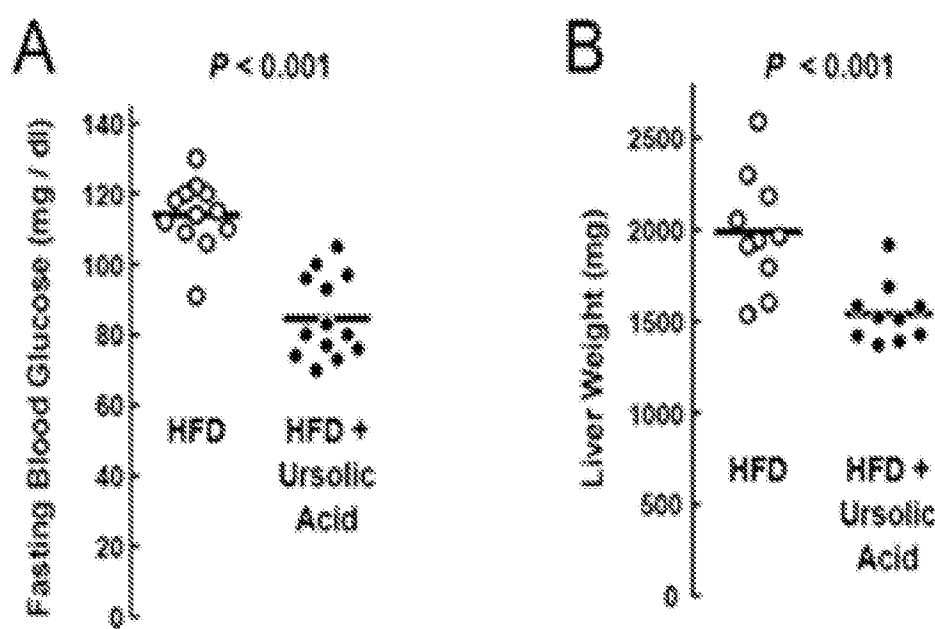 A
P < 0.001
Fasting Blood Glucose (mg / dl)
140
120
100
80
60
40
20
0
HFD
HFD +
Ursolic
Acid
B
P < 0.001
Liver Weight (mg)
2500
2000
1500
1000
500
0
HFD
HFD +
Ursolic
Acid